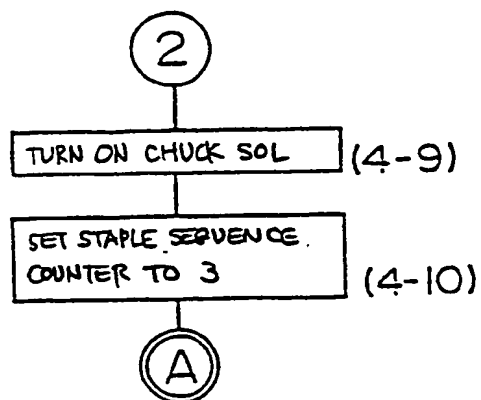 2
TURN ON CHUCK SOL (4-9)
SET STAPLE SEQUENCE
COUNTER TO 3 (4-10)
A